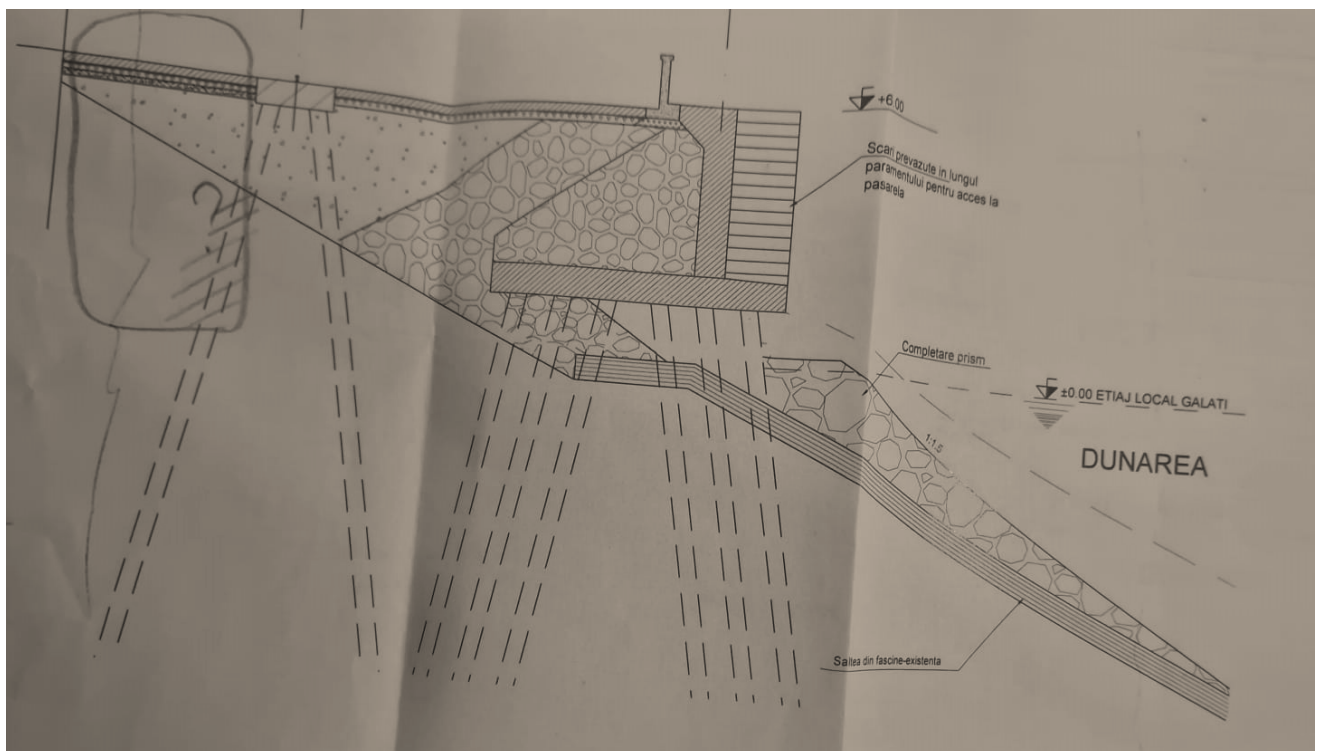 +6.00
Scari prevazute in lungul
paramentului pentru acces la
pasarela
Completare prism
±0.00 ETIAJ LOCAL GALATI
1:1.5
DUNAREA
Saltea din fascine-existenta
?